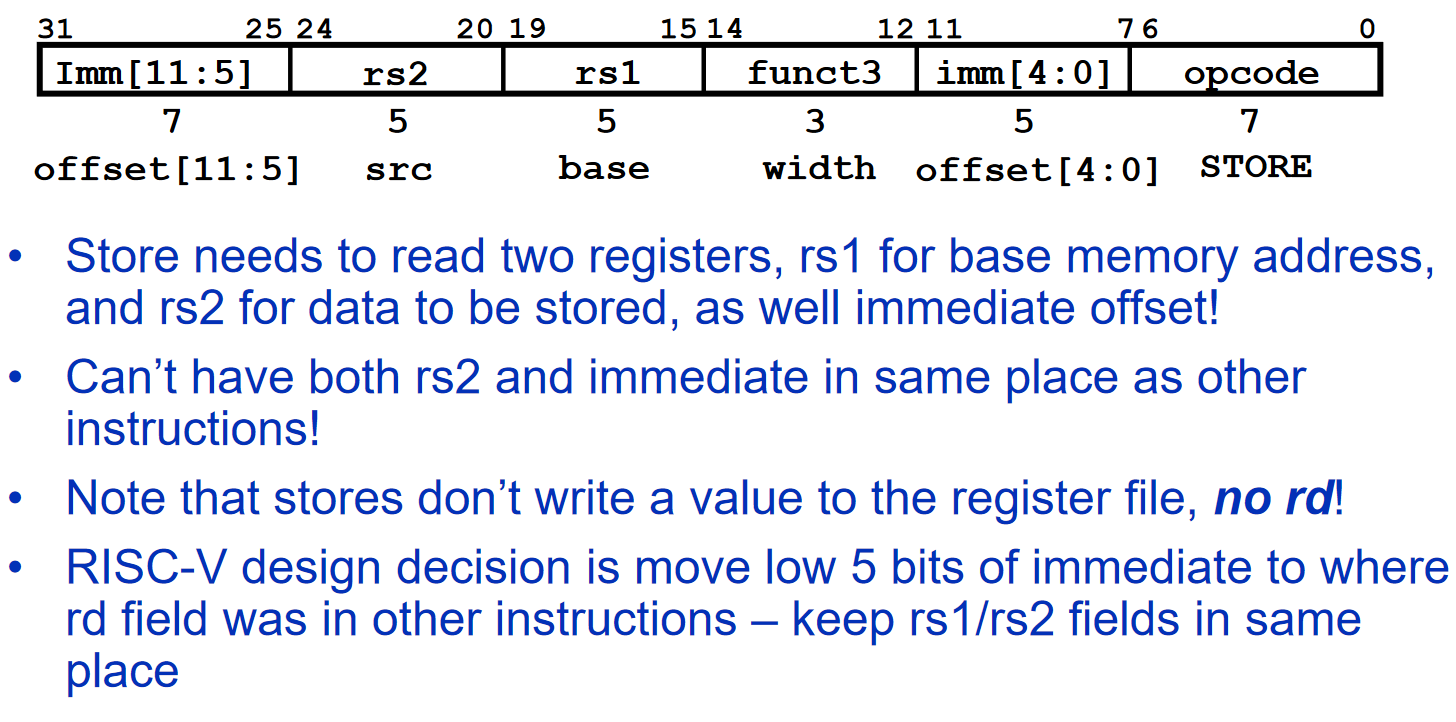 31 25 24 20 19 15 14 12 11 7 6 0
Imm[11:5] rs2 rs1 funct3 imm[4:0] opcode
7 5 5 3 5 7
offset[11:5] src base width offset[4:0] STORE
• Store needs to read two registers, rs1 for base memory address,
and rs2 for data to be stored, as well immediate offset!
• Can’t have both rs2 and immediate in same place as other
instructions!
• Note that stores don’t write a value to the register file, no rd!
• RISC-V design decision is move low 5 bits of immediate to where
rd field was in other instructions – keep rs1/rs2 fields in same
place